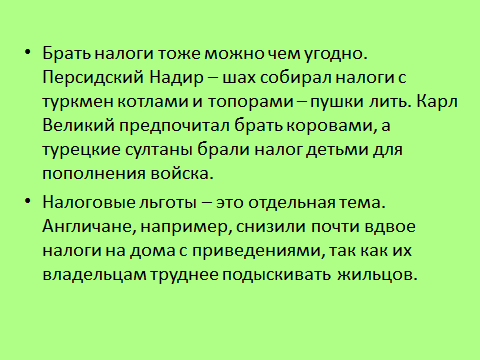 • Брать налоги тоже можно чем угодно.
Персидский Надир – шах собирал налоги с
туркмен котлами и топорами – пушки лить. Карл
Великий предпочитал брать коровами, а
турецкие султаны брали налог детьми для
пополнения войска.
• Налоговые льготы – это отдельная тема.
Англичане, например, снизили почти вдвое
налоги на дома с приведениями, так как их
владельцам труднее подыскивать жильцов.